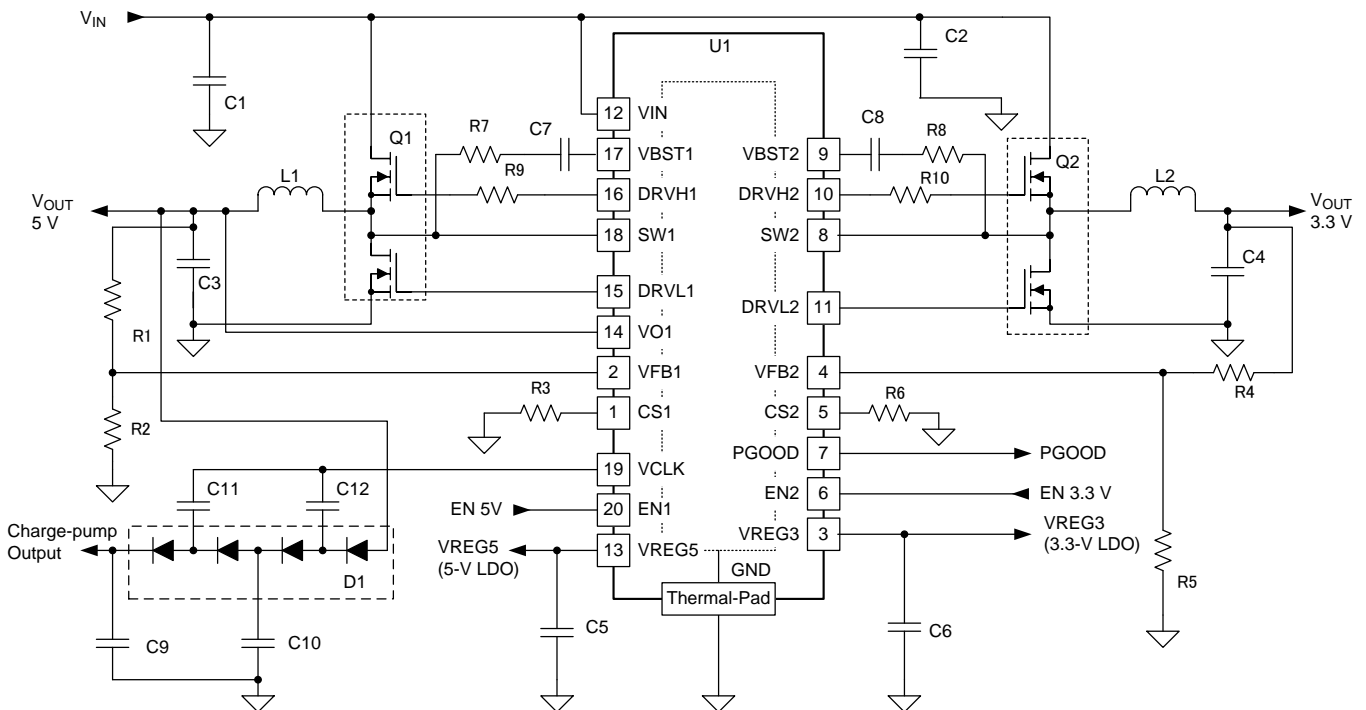 VIN
U1
C2
C1
12 VIN
Q1
R7
C7
17 VBST1
VBST2 9
C8
R8
Q2
R9
16 DRVH1
DRVH2 10
R10
L1
L2
VOUT
5 V
18 SW1
SW2 8
VOUT
3.3 V
C3
C4
15 DRVL1
DRVL2 11
R1
14 VO1
2 VFB1
VFB2 4
R4
R3
1 CS1
CS2 5
R6
R2
PGOOD 7
PGOOD
19 VCLK
C11
C12
EN 5V
20 EN1
EN2 6
EN 3.3 V
Charge-pump
Output
VREG5
(5-V LDO)
13 VREG5
VREG3 3
VREG3
(3.3-V LDO)
D1
GND
R5
Thermal-Pad
C9
C10
C5
C6